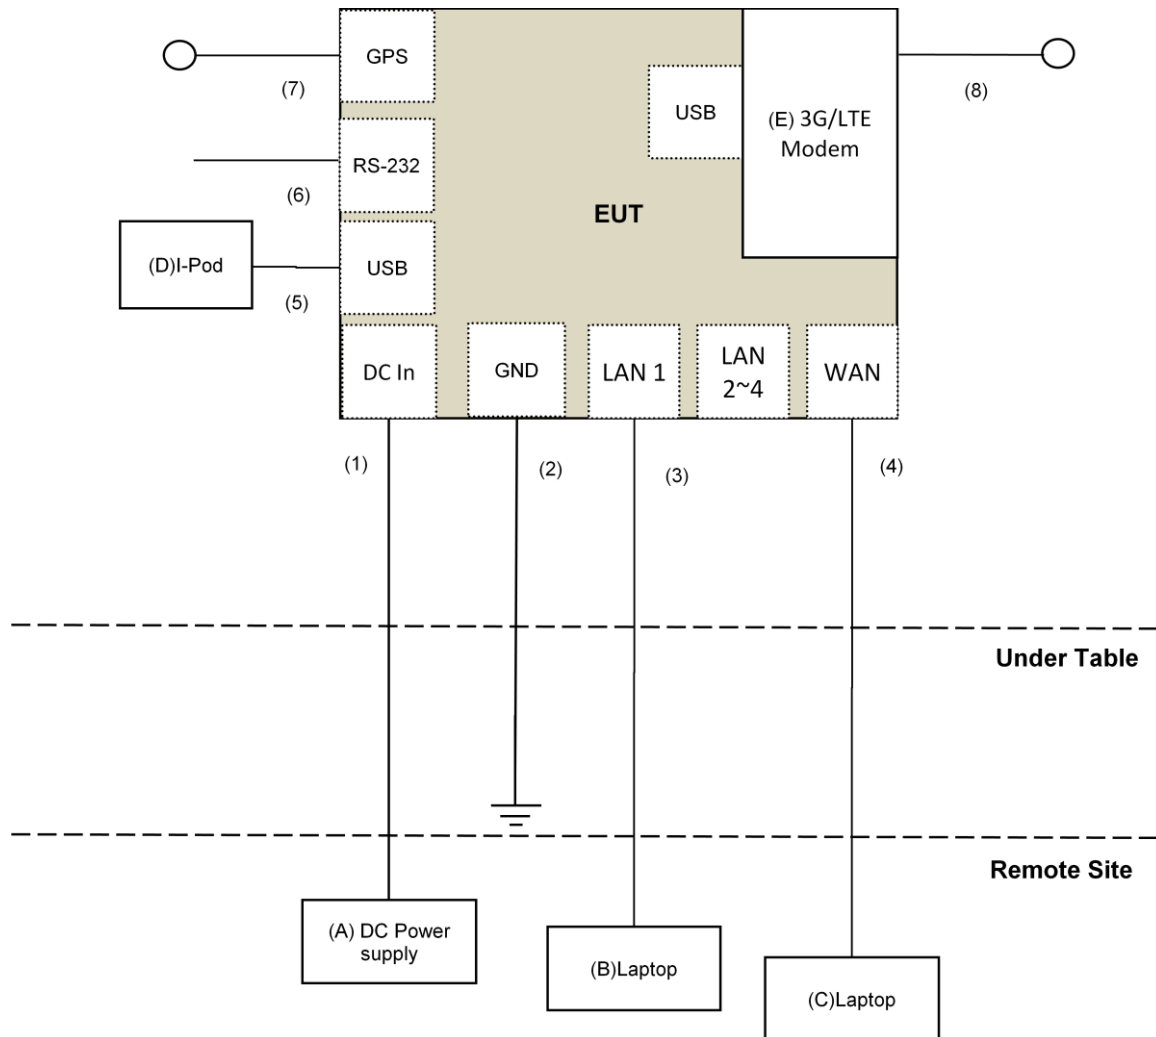 GPS
(7)
USB
(E) 3G/LTE
Modem
(8)
RS-232
(6)
EUT
(D)I-Pod
USB
(5)
DC In
GND
LAN 1
LAN
2~4
WAN
(1)
(2)
(3)
(4)
Under Table
Remote Site
(A) DC Power
supply
(B)Laptop
(C)Laptop